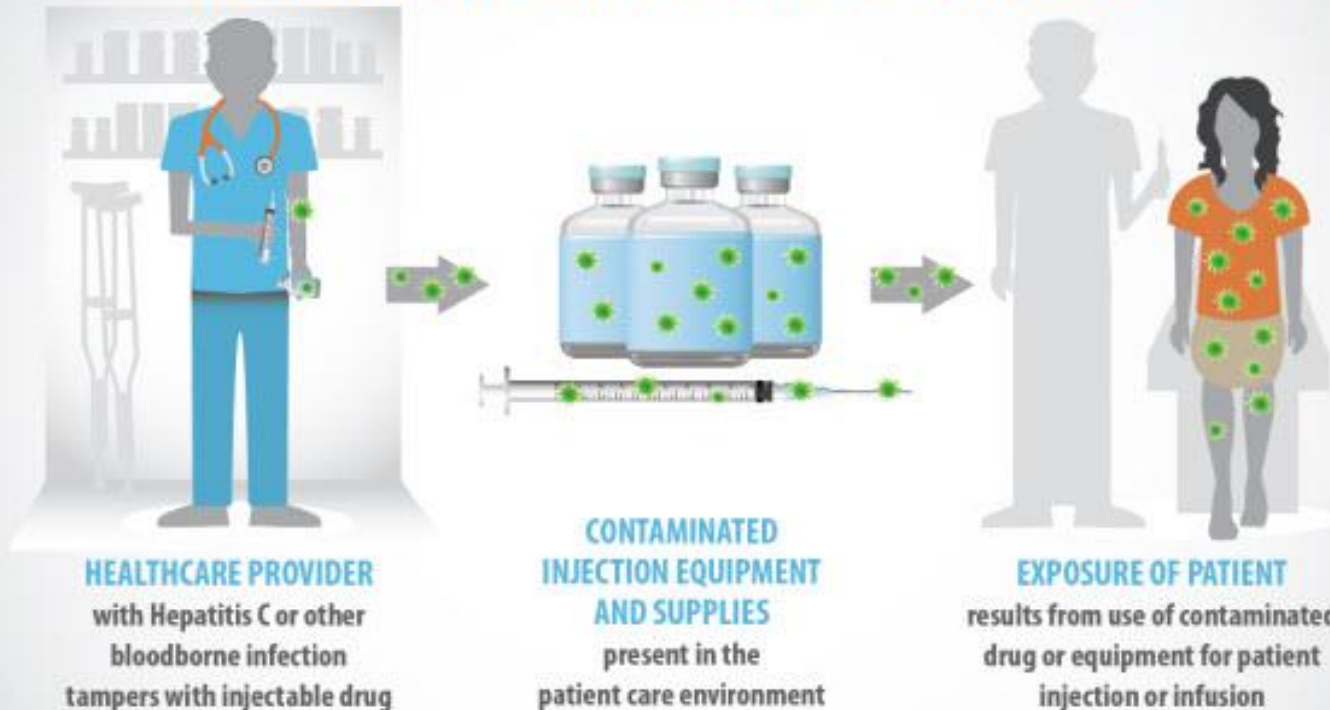 HEALTHCARE PROVIDER
with Hepatitis C or other
bloodborne infection
tampers with injectable drug
CONTAMINATED
INJECTION EQUIPMENT
AND SUPPLIES
present in the
patient care environment
EXPOSURE OF PATIENT
results from use of contaminated
drug or equipment for patient
injection or infusion